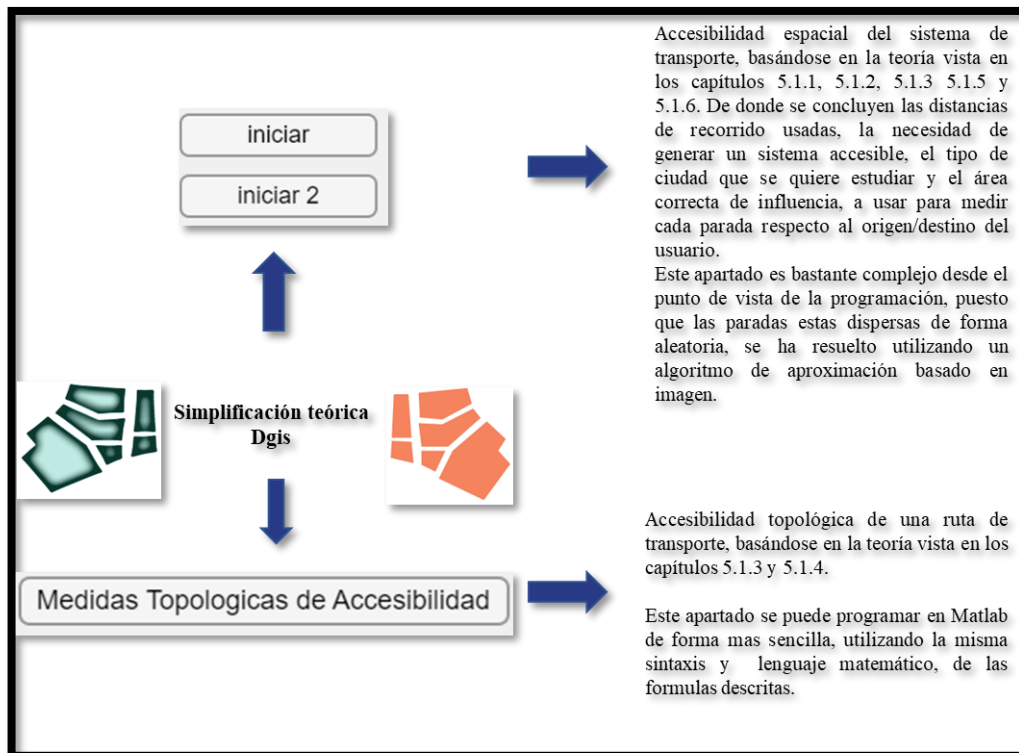 iniciar
iniciar 2
Accesibilidad espacial del sistema de
transporte, basándose en la teoría vista en
los capítulos 5.1.1, 5.1.2, 5.1.3 5.1.5 y
5.1.6. De donde se concluyen las distancias
de recorrido usadas, la necesidad de
generar un sistema accesible, el tipo de
ciudad que se quiere estudiar y el área
correcta de influencia, a usar para medir
cada parada respecto al origen/destino del
usuario.
Este apartado es bastante complejo desde el
punto de vista de la programación, puesto
que las paradas estas dispersas de forma
aleatoria, se ha resuelto utilizando un
algoritmo de aproximación basado en
imagen.
Simplificación teórica
Dgis
Medidas Topologicas de Accesibilidad
Accesibilidad topológica de una ruta de
transporte, basándose en la teoría vista en los
capítulos 5.1.3 y 5.1.4.
Este apartado se puede programar en Matlab
de forma mas sencilla, utilizando la misma
sintaxis y lenguaje matemático, de las
formulas descritas.